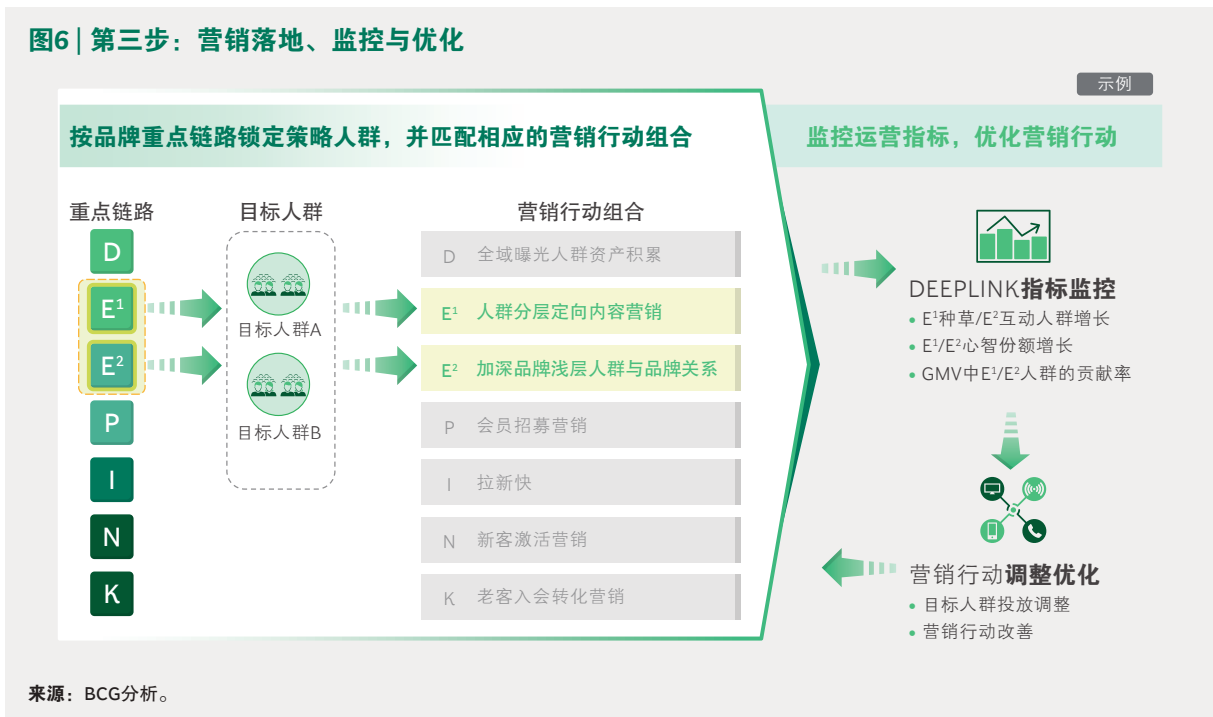 图6 | 第三步：营销落地、监控与优化
示例
按品牌重点链路锁定策略人群，并匹配相应的营销行动组合
监控运营指标，优化营销行动
重点链路
目标人群
营销行动组合
D
E¹
E²
P
I
N
K
目标人群A
目标人群B
D 全域曝光人群资产积累
E¹ 人群分层定向内容营销
E² 加深品牌浅层人群与品牌关系
P 会员招募营销
I 拉新快
N 新客激活营销
K 老客入会转化营销
DEEPLINK指标监控
• E¹种草/E²互动人群增长
• E¹/E²心智份额增长
• GMV中E¹/E²人群的贡献率
营销行动调整优化
• 目标人群投放调整
• 营销行动改善
来源：BCG分析。